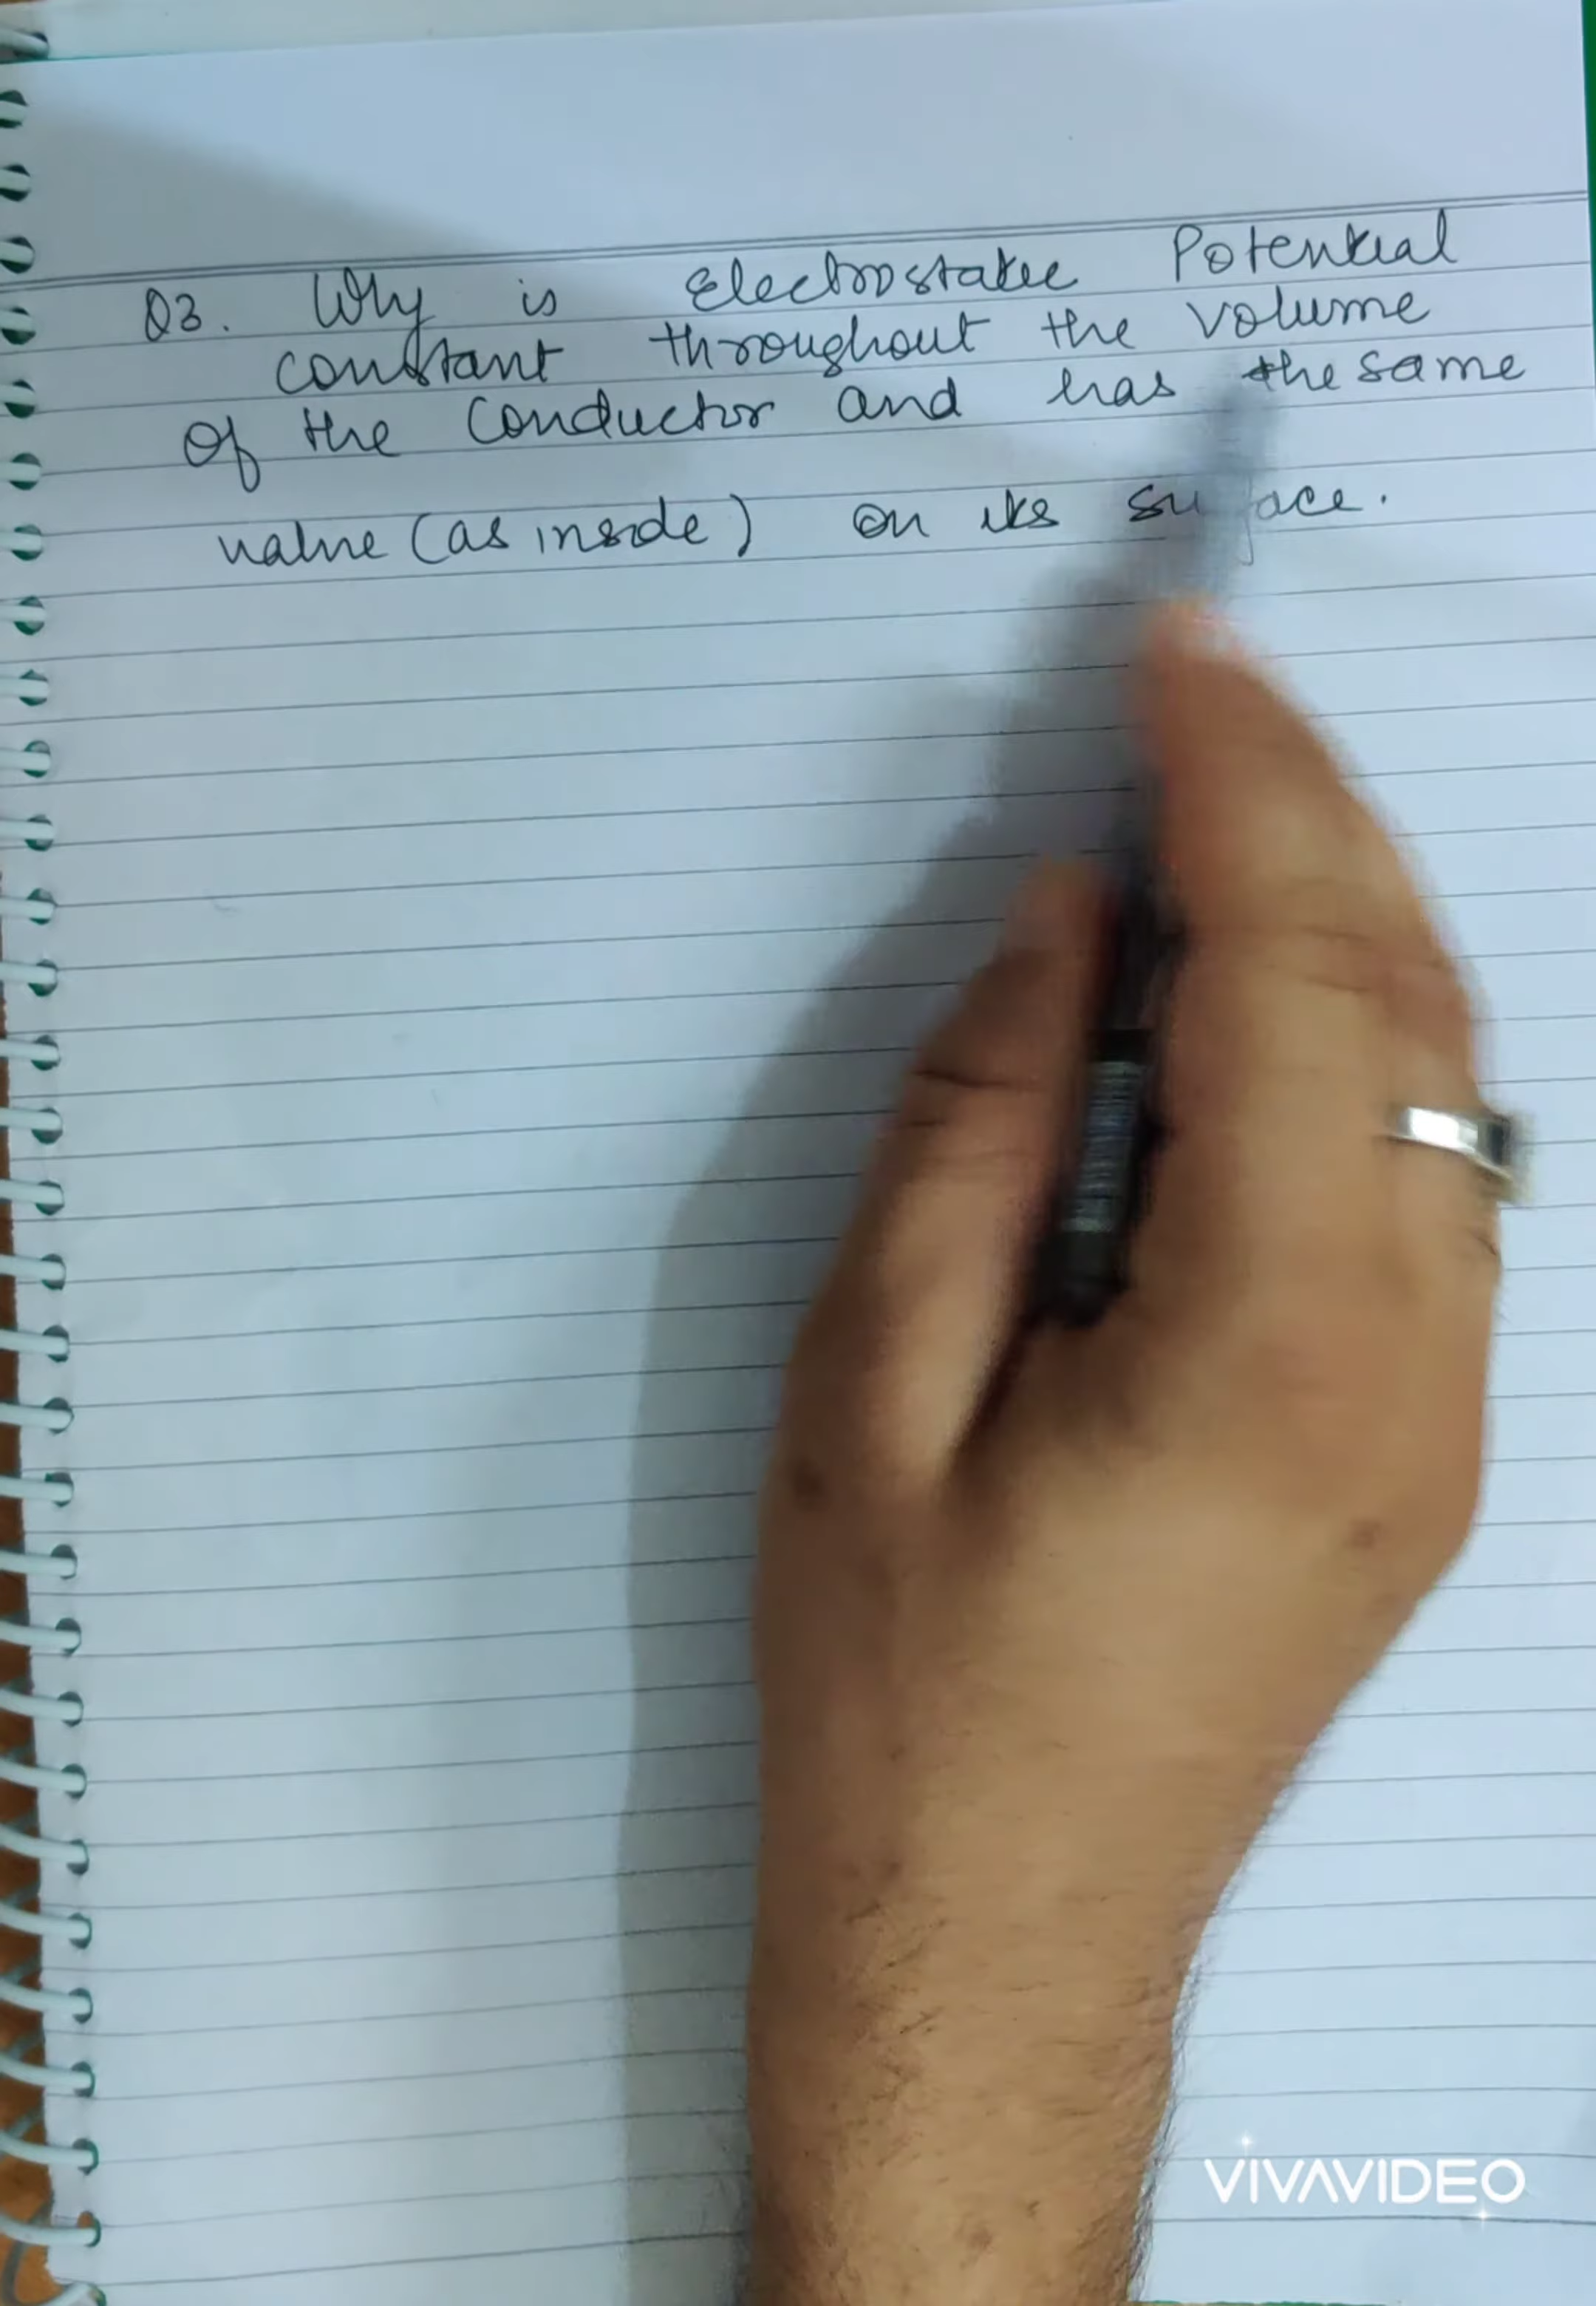 Q3. Why is Electrostatic Potential
constant throughout the volume
of the conductor and has the same
value (as inside) on its surface.
VIVAVIDEO